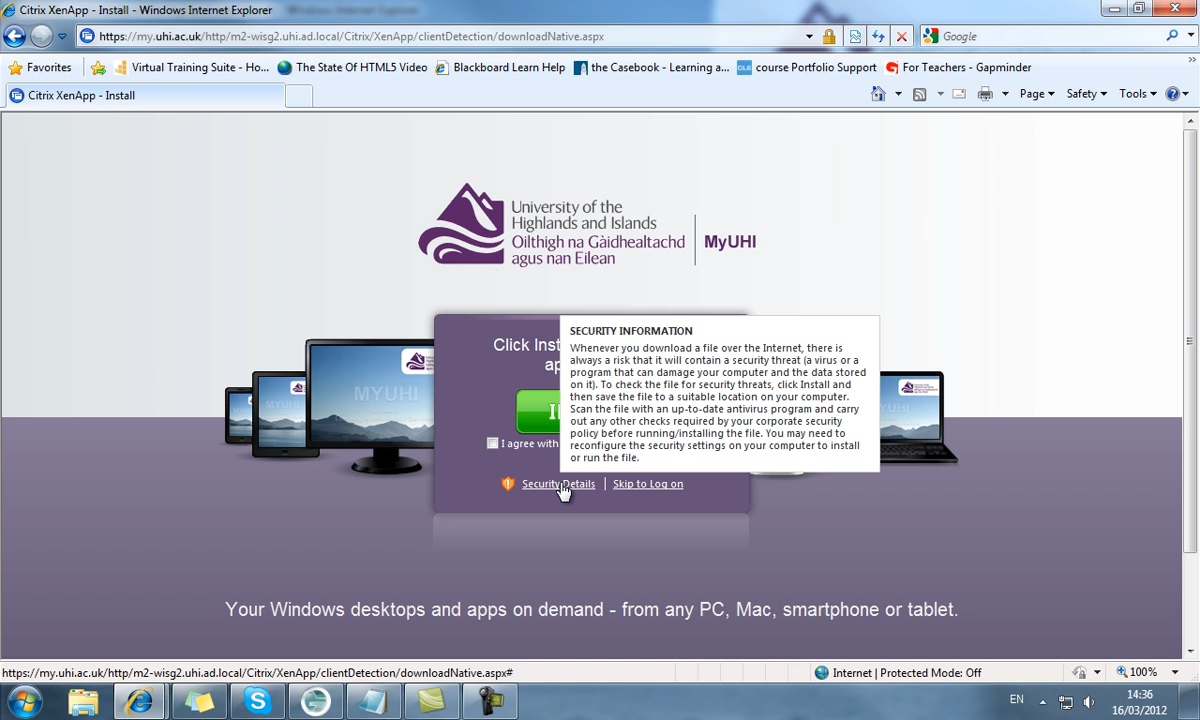 Citrix XenApp - Install - Windows Internet Explorer
https://my.uhi.ac.uk/http/m2-wisg2.uhi.ad.local/Citrix/XenApp/clientDetection/downloadNative.aspx
Google
Favorites
Virtual Training Suite - Ho...
The State Of HTML5 Video
Blackboard Learn Help
the Casebook - Learning a...
course Portfolio Support
For Teachers - Gapminder
Citrix XenApp - Install
Page
Safety
Tools
University of the
Highlands and Islands
Oilthigh na Gàidhealtachd
agus nan Eilean
MyUHI
Click Inst
ap
I agree with
SECURITY INFORMATION
Whenever you download a file over the Internet, there is
always a risk that it will contain a security threat (a virus or a
program that can damage your computer and the data stored
on it). To check the file for security threats, click Install and
then save the file to a suitable location on your computer.
Scan the file with an up-to-date antivirus program and carry
out any other checks required by your corporate security
policy before running/installing the file. You may need to
reconfigure the security settings on your computer to install
or run the file.
MYUHI
MYUHI
Security Details | Skip to Log on
Your Windows desktops and apps on demand - from any PC, Mac, smartphone or tablet.
https://my.uhi.ac.uk/http/m2-wisg2.uhi.ad.local/Citrix/XenApp/clientDetection/downloadNative.aspx#
Internet | Protected Mode: Off
100%
EN
14:36
16/03/2012